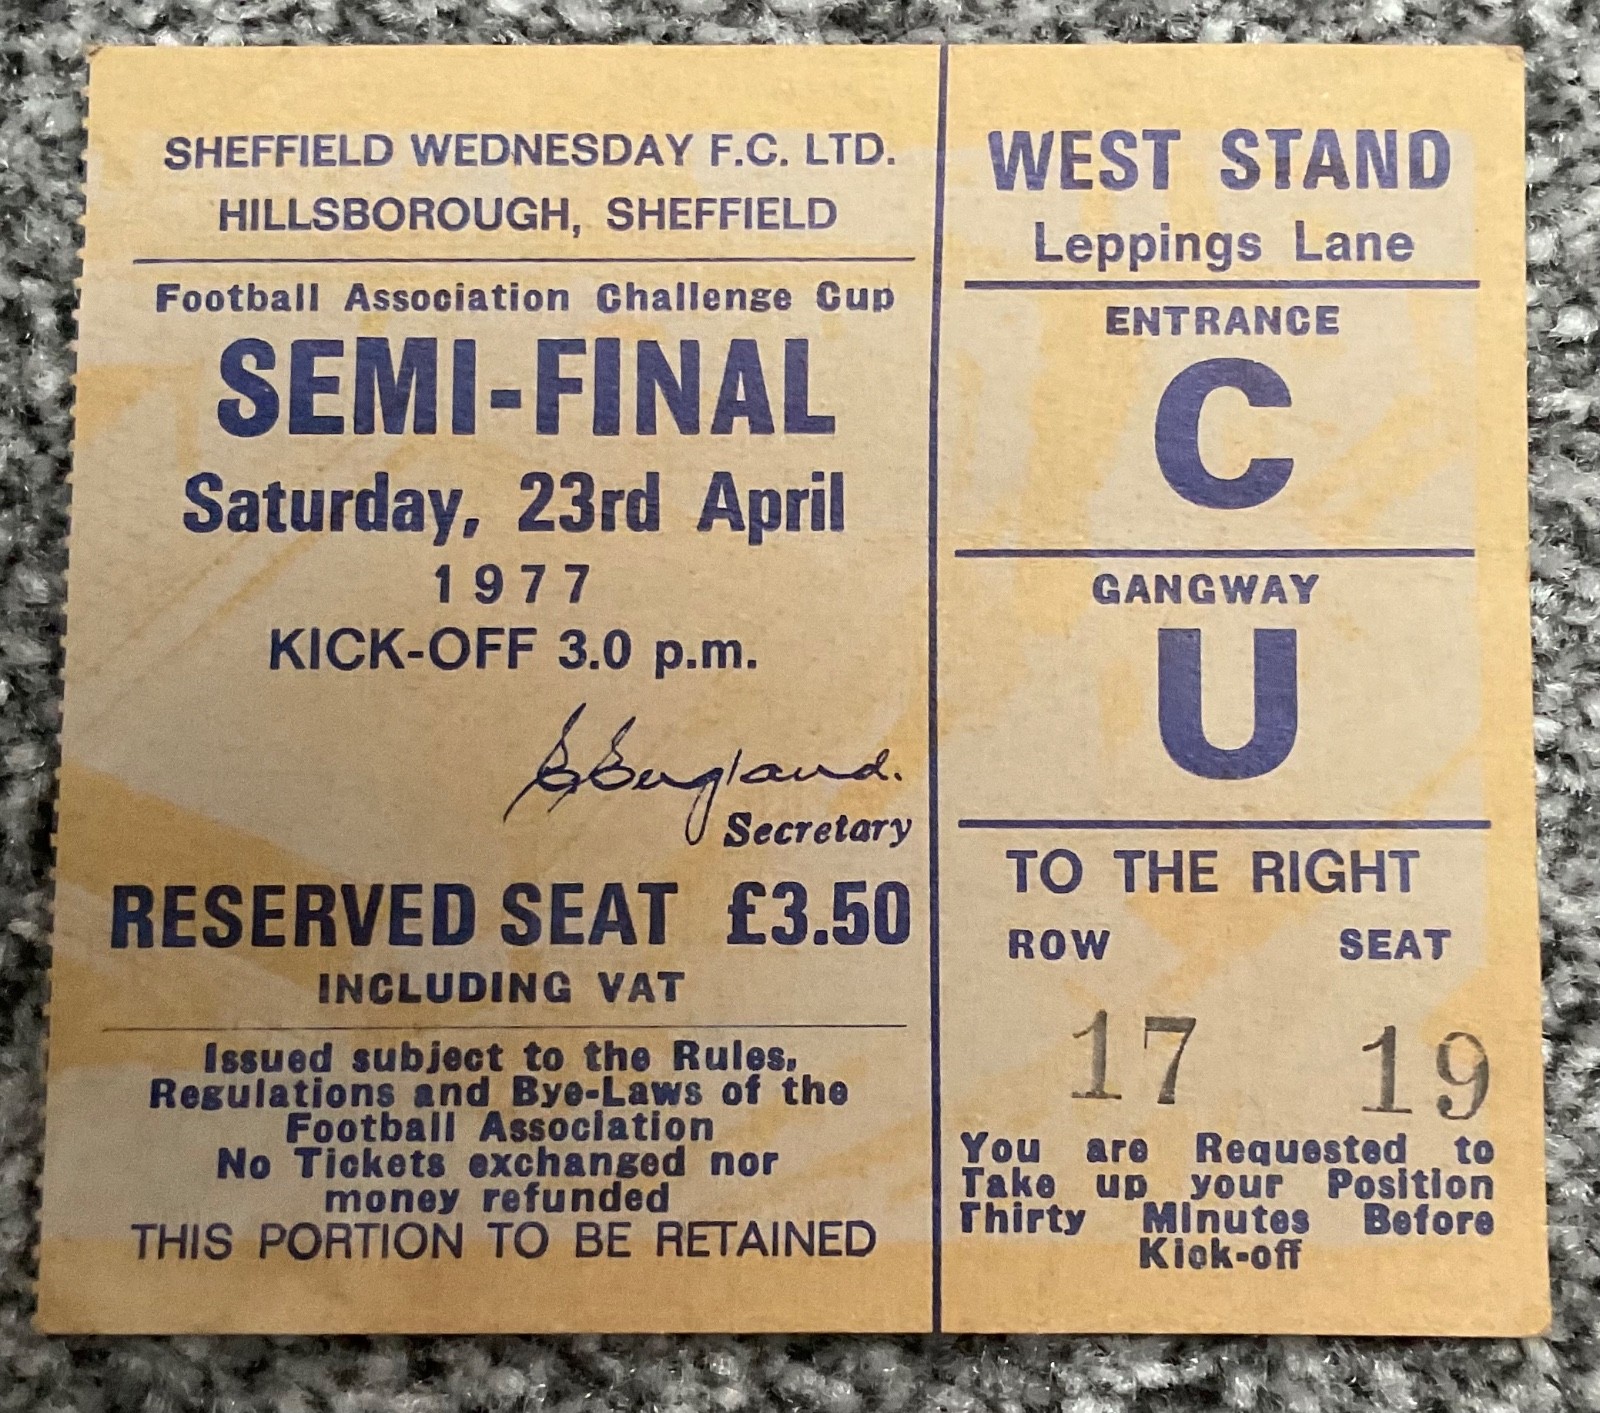 SHEFFIELD WEDNESDAY F.C. LTD.
HILLSBOROUGH, SHEFFIELD
Football Association Challenge Cup
SEMI-FINAL
Saturday, 23rd April
1977
KICK-OFF 3.0 p.m.
England.
Secretary
RESERVED SEAT £3.50
INCLUDING VAT
Issued subject to the Rules,
Regulations and Bye-Laws of the
Football Association
No Tickets exchanged nor
money refunded
THIS PORTION TO BE RETAINED
WEST STAND
Leppings Lane
ENTRANCE
C
GANGWAY
U
TO THE RIGHT
ROW SEAT
17 19
You are Requested to
Take up your Position
Thirty Minutes Before
Kick-off